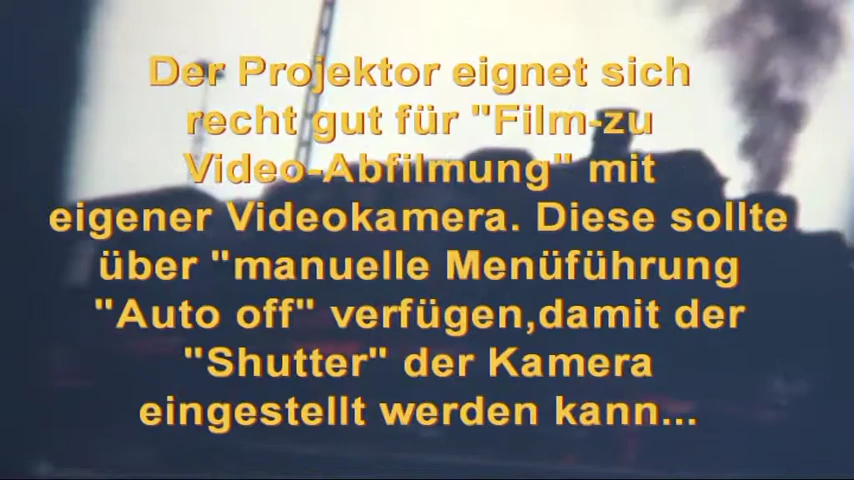 Der Projektor eignet sich
recht gut für "Film-zu
Video-Abfilmung" mit
eigener Videokamera. Diese sollte
über "manuelle Menüführung
"Auto off" verfügen,damit der
"Shutter" der Kamera
eingestellt werden kann...